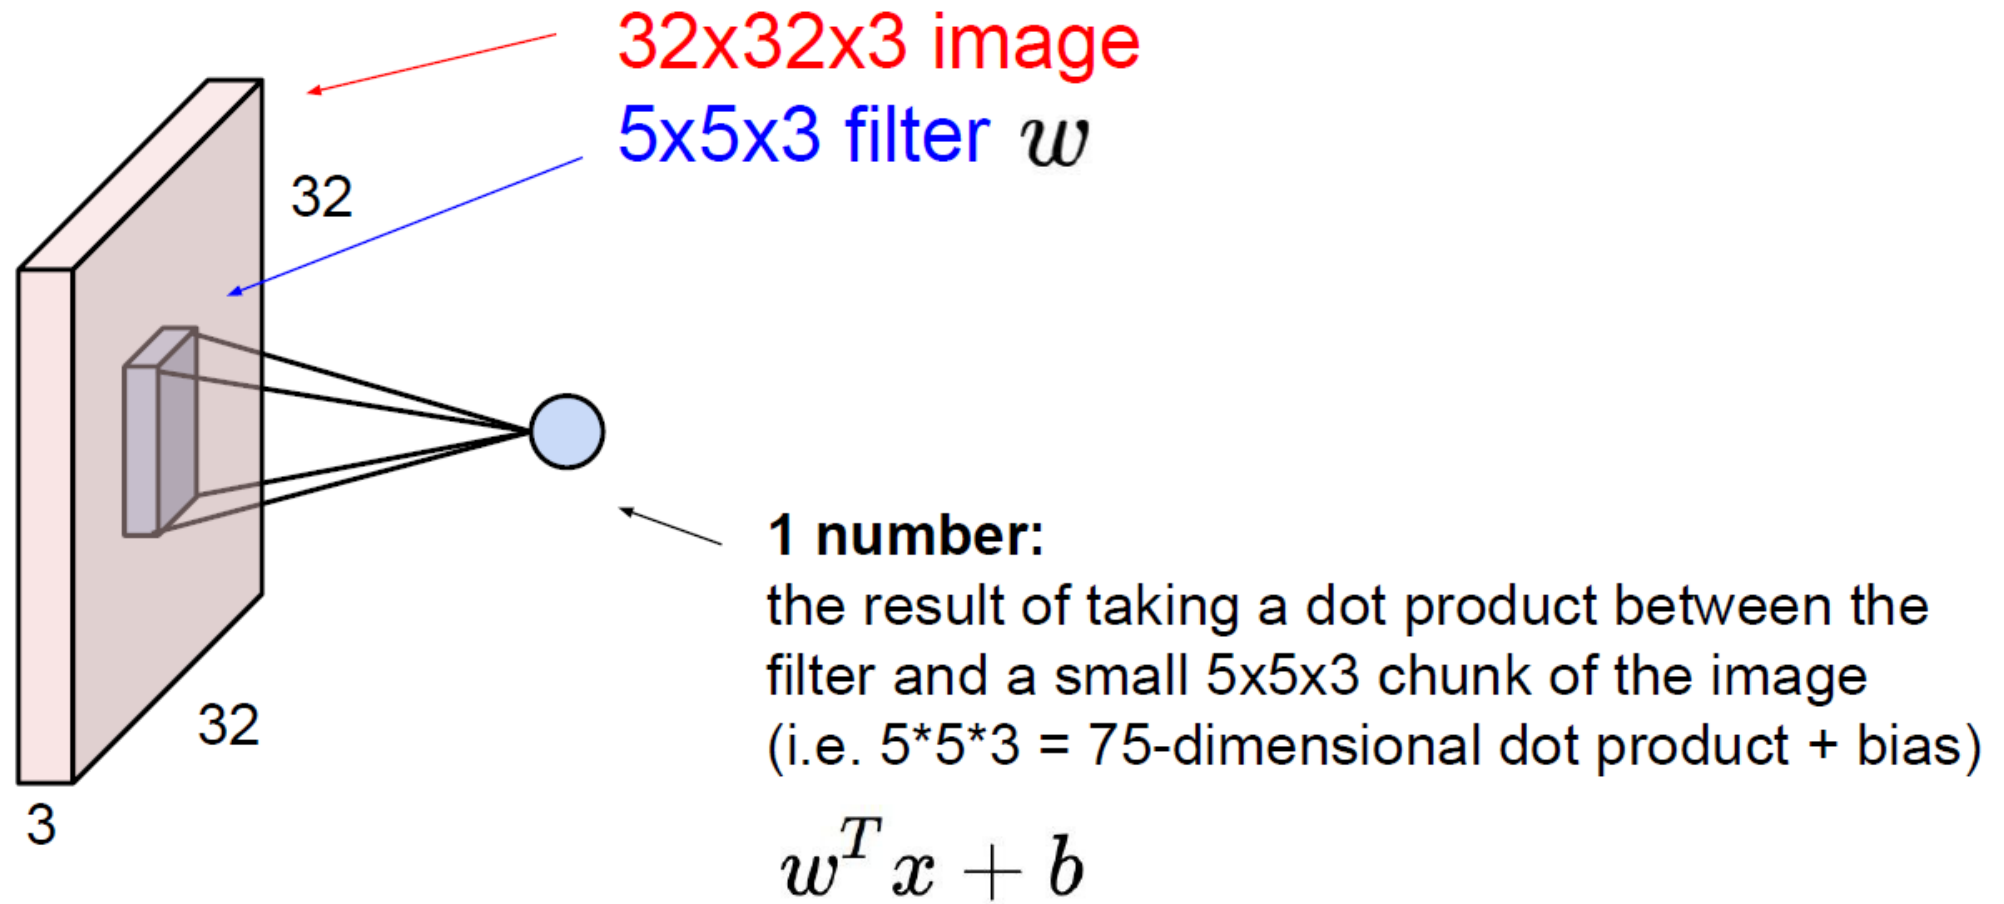 32x32x3 image
5x5x3 filter w
32
32
3
1 number:
the result of taking a dot product between the
filter and a small 5x5x3 chunk of the image
(i.e. 5*5*3 = 75-dimensional dot product + bias)
w^T x + b